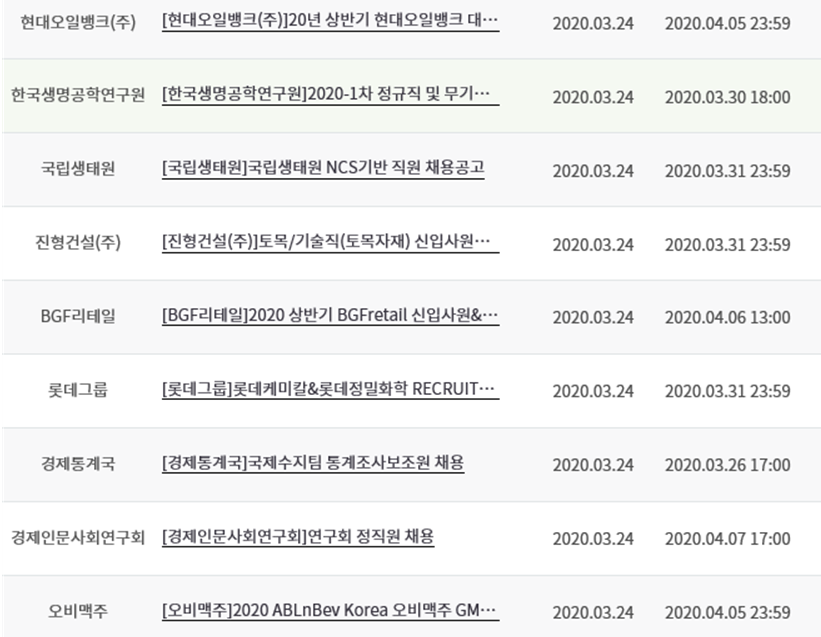 현대오일뱅크(주) [현대오일뱅크(주)]20년 상반기 현대오일뱅크 대··· 2020.03.24 2020.04.05 23:59
한국생명공학연구원 [한국생명공학연구원]2020-1차 정규직 및 무기··· 2020.03.24 2020.03.30 18:00
국립생태원 [국립생태원]국립생태원 NCS기반 직원 채용공고 2020.03.24 2020.03.31 23:59
진형건설(주) [진형건설(주)]토목/기술직(토목자재) 신입사원··· 2020.03.24 2020.03.31 23:59
BGF리테일 [BGF리테일]2020 상반기 BGFretail 신입사원&··· 2020.03.24 2020.04.06 13:00
롯데그룹 [롯데그룹]롯데케미칼&롯데정밀화학 RECRUIT··· 2020.03.24 2020.03.31 23:59
경제통계국 [경제통계국]국제수지팀 통계조사보조원 채용 2020.03.24 2020.03.26 17:00
경제인문사회연구회 [경제인문사회연구회]연구회 정직원 채용 2020.03.24 2020.04.07 17:00
오비맥주 [오비맥주]2020 ABLnBev Korea 오비맥주 GM··· 2020.03.24 2020.04.05 23:59